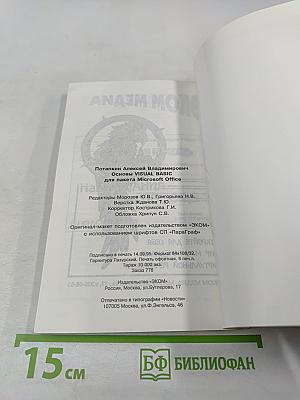 Потапкин Алексей Владимирович
Основы VISUAL BASIC
для пакета Microsoft Office
Редакторы Морозов Ю.В., Григорьева Н.В.
Верстка Жданова Т.Ю.
Корректор Кострикова Г.И.
Обложка Хрипун С.В.
Оригинал-макет подготовлен издательством «ЭКОМ»
с использованием шрифтов СП «ПараГраф»
Подписано в печать 14.09.95. Формат 84x108/32.
Гарнитура Лазурский. Печать офсетная. 8 печ.л.
Тираж 10 000 экз.
Заказ 778
Издательство «ЭКОМ»
Россия, Москва, ул.Бутлерова, 17
Отпечатано в типографии «Новости»
107005 Москва, ул.Ф.Энгельса, 46
15 см
БФ БИБЛИОФАН